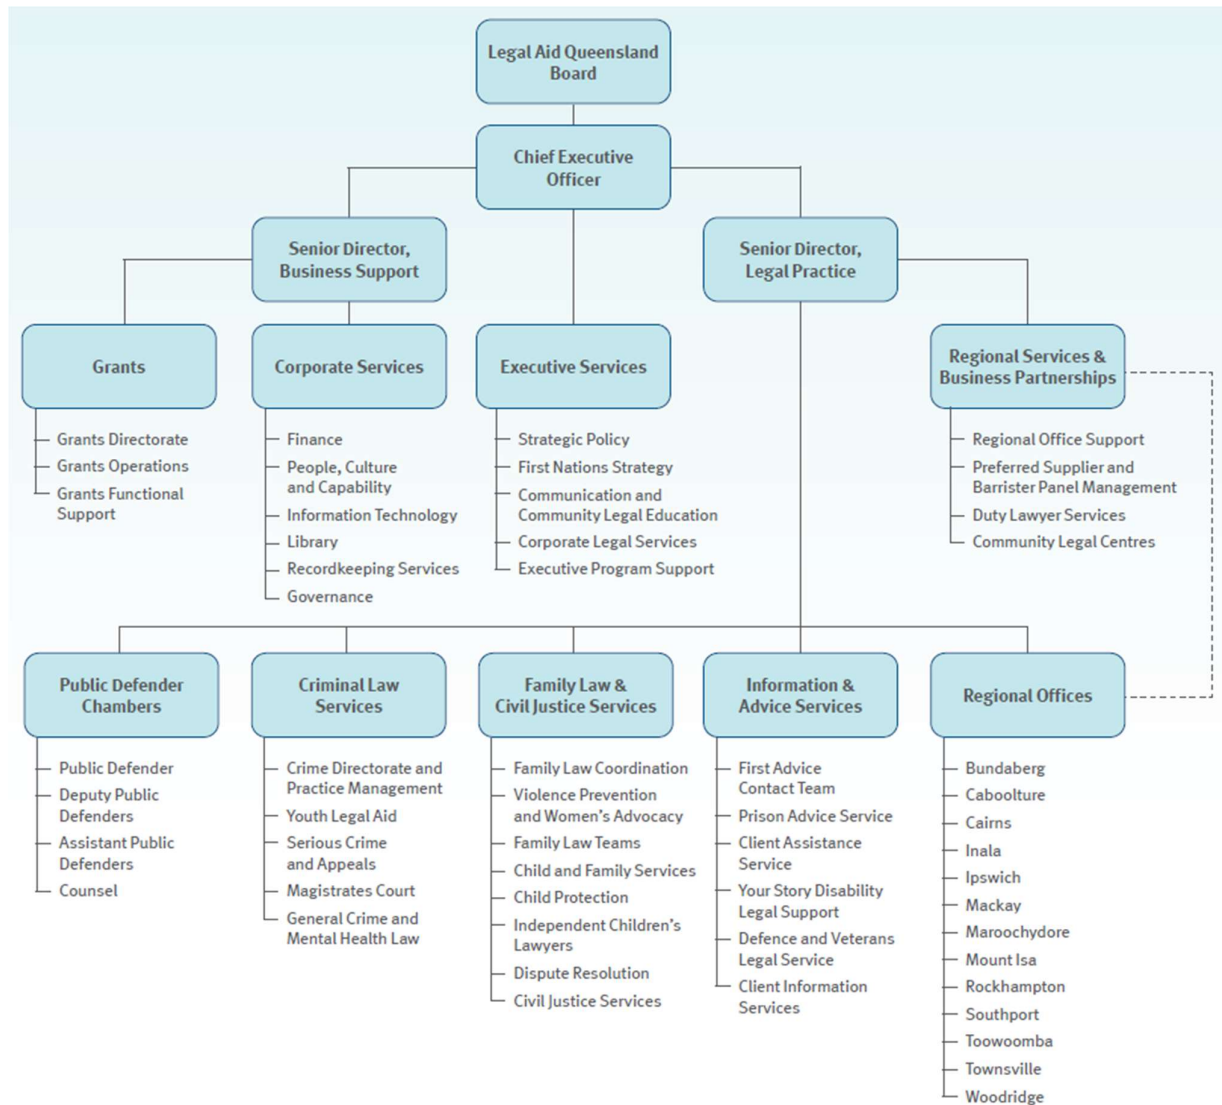 Legal Aid Queensland
Board
Chief Executive
Officer
Senior Director,
Business Support
Senior Director,
Legal Practice
Grants
Corporate Services
Executive Services
Regional Services &
Business Partnerships
Grants Directorate
Grants Operations
Grants Functional
Support
Finance
People, Culture
and Capability
Information Technology
Library
Recordkeeping Services
Governance
Strategic Policy
First Nations Strategy
Communication and
Community Legal Education
Corporate Legal Services
Executive Program Support
Regional Office Support
Preferred Supplier and
Barrister Panel Management
Duty Lawyer Services
Community Legal Centres
Public Defender
Chambers
Criminal Law
Services
Family Law &
Civil Justice Services
Information &
Advice Services
Regional Offices
Public Defender
Deputy Public
Defenders
Assistant Public
Defenders
Counsel
Crime Directorate and
Practice Management
Youth Legal Aid
Serious Crime
and Appeals
Magistrates Court
General Crime and
Mental Health Law
Family Law Coordination
Violence Prevention
and Women's Advocacy
Family Law Teams
Child and Family Services
Child Protection
Independent Children's
Lawyers
Dispute Resolution
Civil Justice Services
First Advice
Contact Team
Prison Advice Service
Client Assistance
Service
Your Story Disability
Legal Support
Defence and Veterans
Legal Service
Client Information
Services
Bundaberg
Caboolture
Cairns
Inala
Ipswich
Mackay
Maroochydore
Mount Isa
Rockhampton
Southport
Toowoomba
Townsville
Woodridge